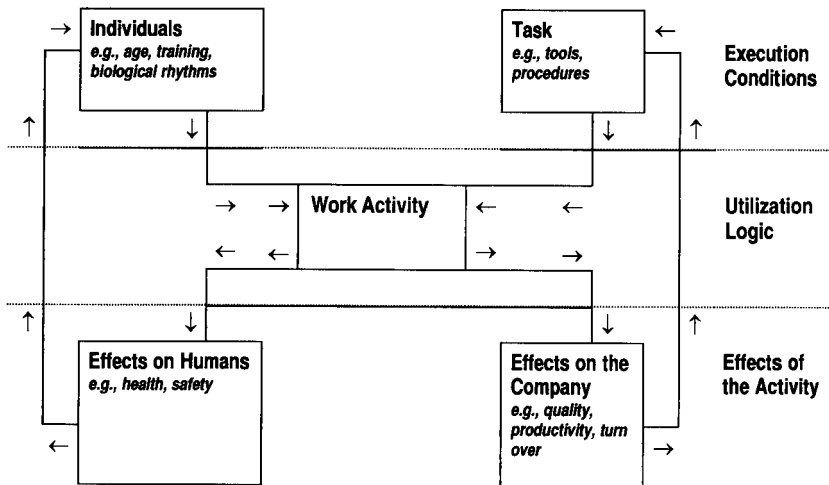 Individuals
e.g., age, training,
biological rhythms
Task
e.g., tools,
procedures
Execution
Conditions
Work Activity
Utilization
Logic
Effects on Humans
e.g., health, safety
Effects on the
Company
e.g., quality,
productivity, turn
over
Effects of
the Activity